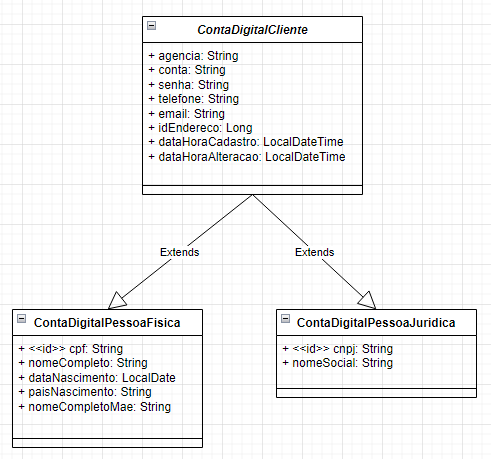 ContaDigitalCliente
+ agencia: String
+ conta: String
+ senha: String
+ telefone: String
+ email: String
+ idEndereco: Long
+ dataHoraCadastro: LocalDateTime
+ dataHoraAlteracao: LocalDateTime
Extends
Extends
ContaDigitalPessoaFisica
+ <<id>> cpf: String
+ nomeCompleto: String
+ dataNascimento: LocalDate
+ paisNascimento: String
+ nomeCompletoMae: String
ContaDigitalPessoaJuridica
+ <<id>> cnpj: String
+ nomeSocial: String